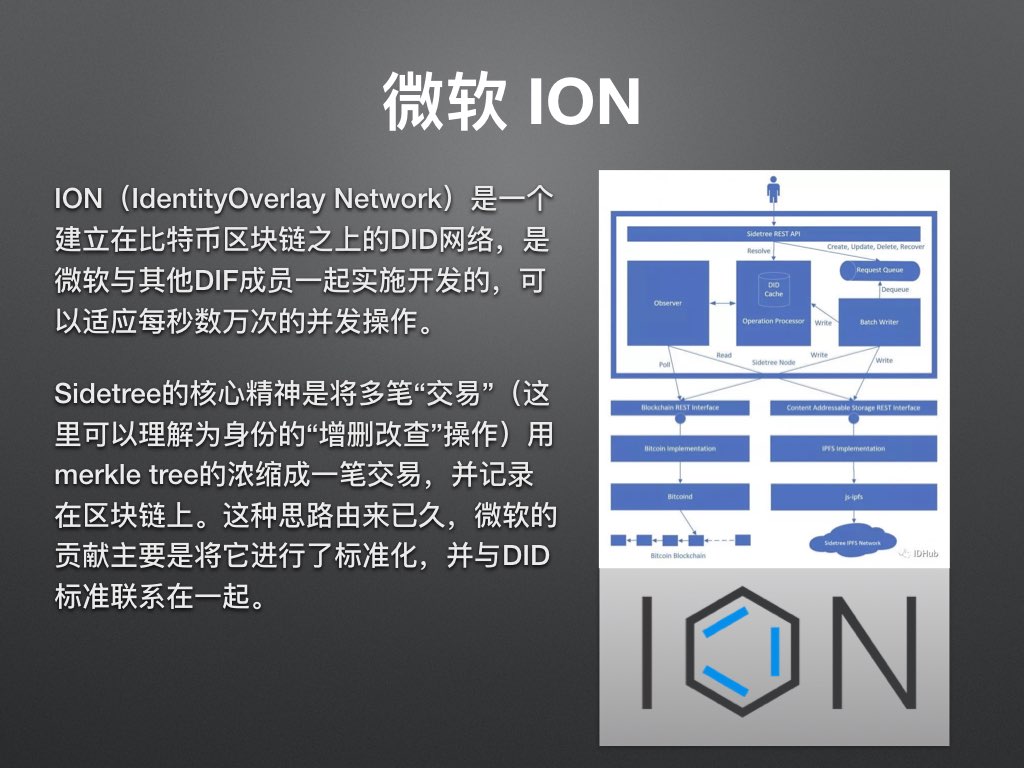 微软 ION
ION（IdentityOverlay Network）是一个
建立在比特币区块链之上的DID网络，是
微软与其他DIF成员一起实施开发的，可
以适应每秒数万次的并发操作。
Sidetree的核心精神是将多笔“交易”（这
里可以理解为身份的“增删改查”操作）用
merkle tree的浓缩成一笔交易，并记录
在区块链上。这种思路由来已久，微软的
贡献主要是将它进行了标准化，并与DID
标准联系在一起。
Sidetree REST API
Resolve
Create, Update, Delete, Recover
Request Queue
DID
Cache
Dequeue
Observer
Operation Processor
Write
Batch Writer
Poll
Read
Sidetree Node
Write
Write
Blockchain REST Interface
Content Addressable Storage REST Interface
Bitcoin Implementation
IPFS Implementation
Bitcoind
js-ipfs
Sidetree IPFS Network
Bitcoin Blockchain
IDHub
ION